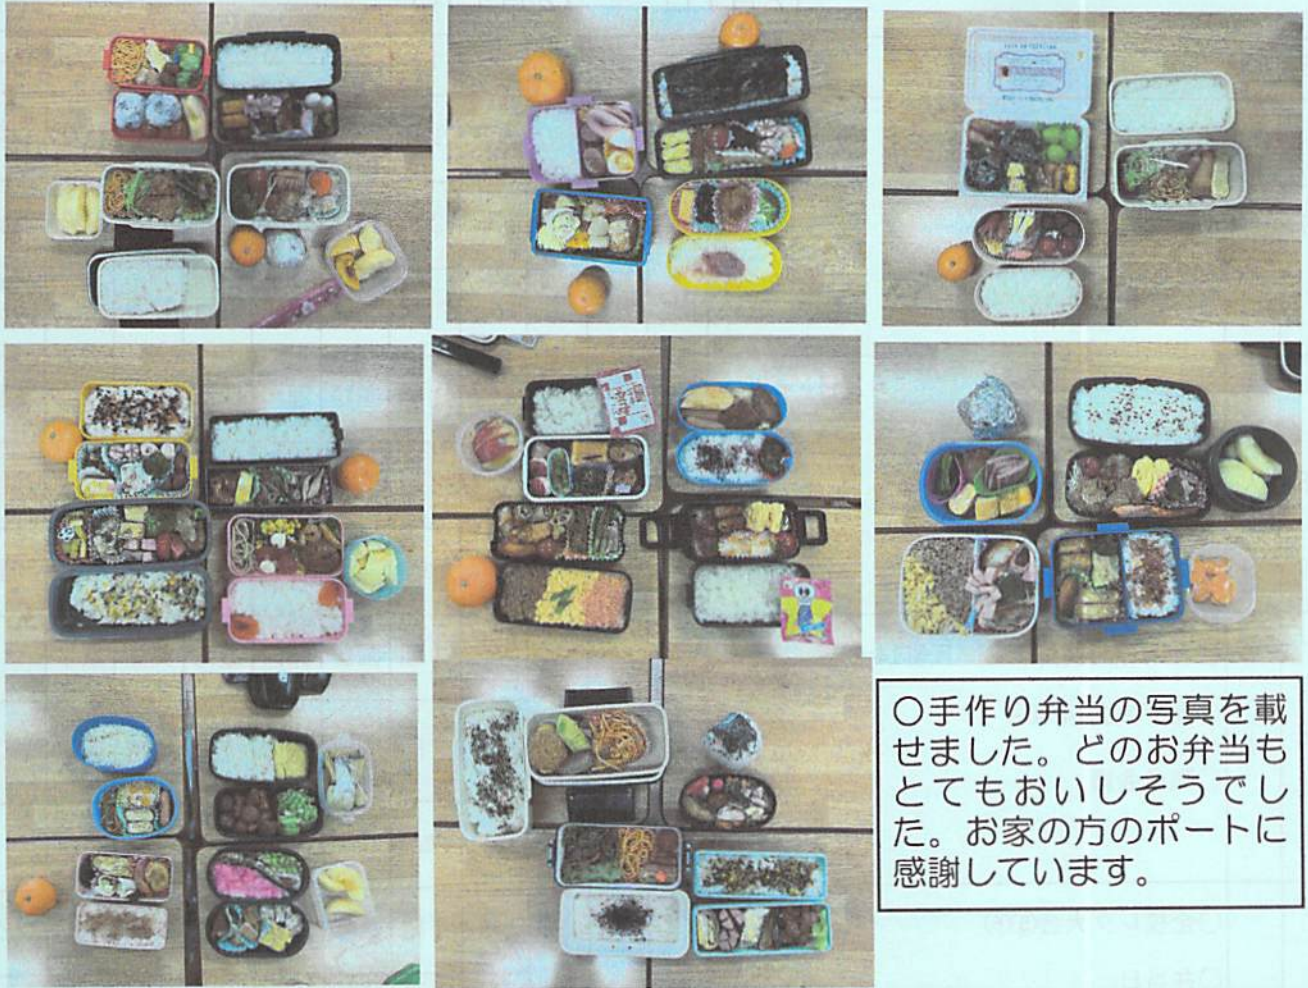 〇手作り弁当の写真を載
せました。どのお弁当も
とてもおいしそうでし
た。お家の方のポートに
感謝しています。